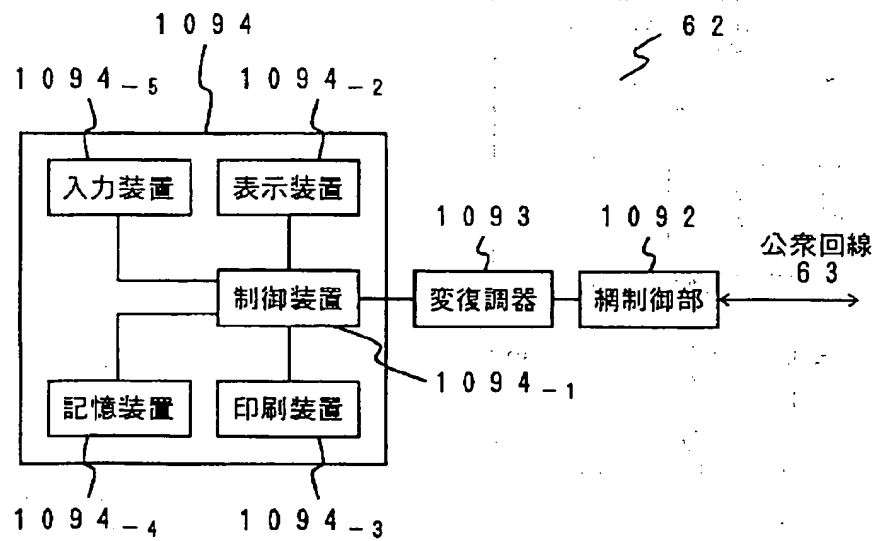 1094
62
1094-5
1094-2
入力装置
表示装置
1093
1092
公衆回線
63
制御装置
変復調器
網制御部
1094-1
記憶装置
印刷装置
1094-4
1094-3